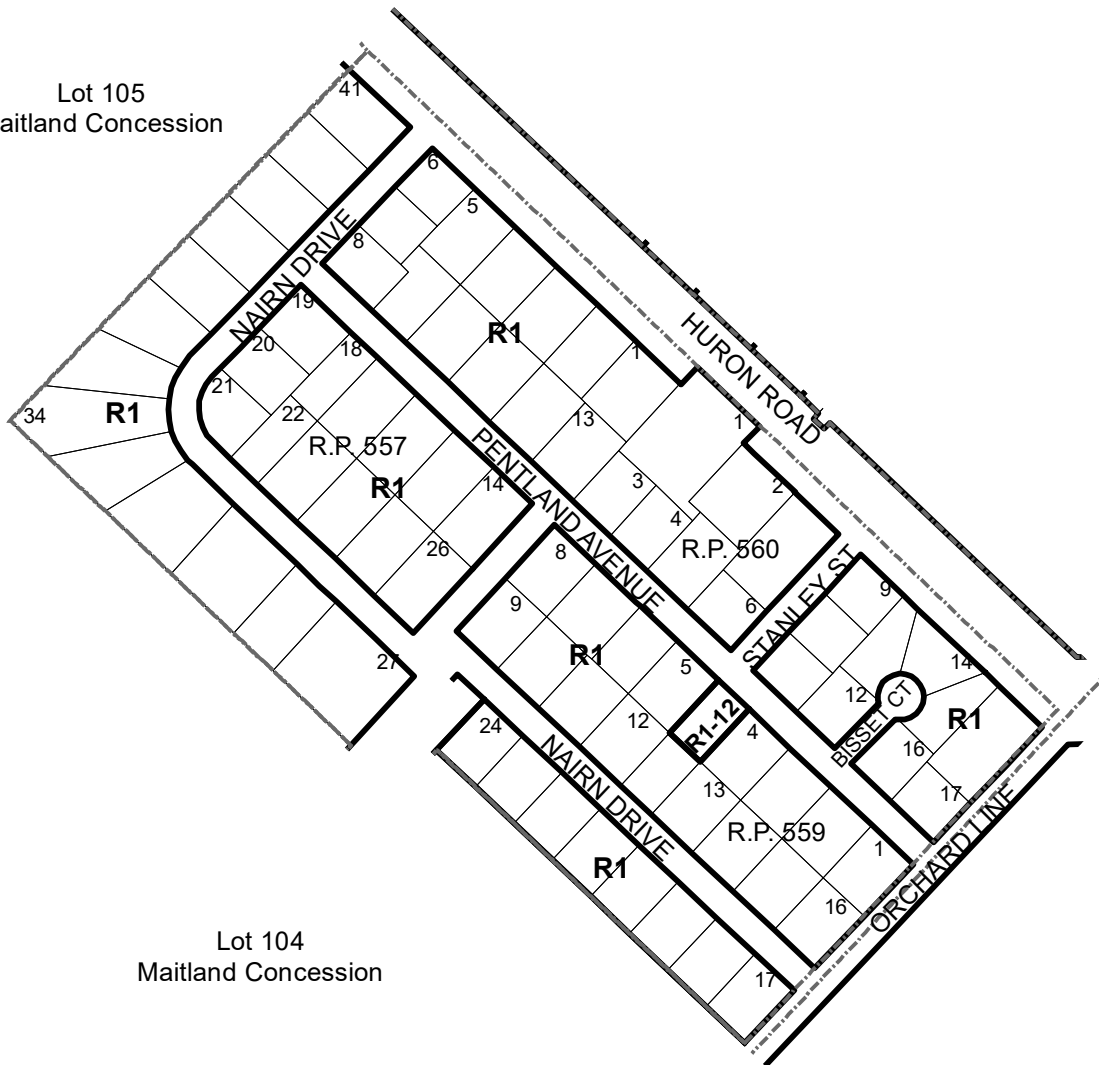 Lot 105
aitland Concession
41
6
5
8
NAIRN DRIVE
19
R1
HURON ROAD
20
18
1
21
34
R1
22
13
1
R.P. 557
PENTLAND AVENUE
R1
14
3
2
4
26
R.P. 560
8
STANLEY ST
9
6
9
R1
5
14
27
12
BISSET CT
R1-12
R1
24
12
4
16
NAIRN DRIVE
13
17
R.P. 559
1
ORCHARD LINE
R1
16
Lot 104
Maitland Concession
17